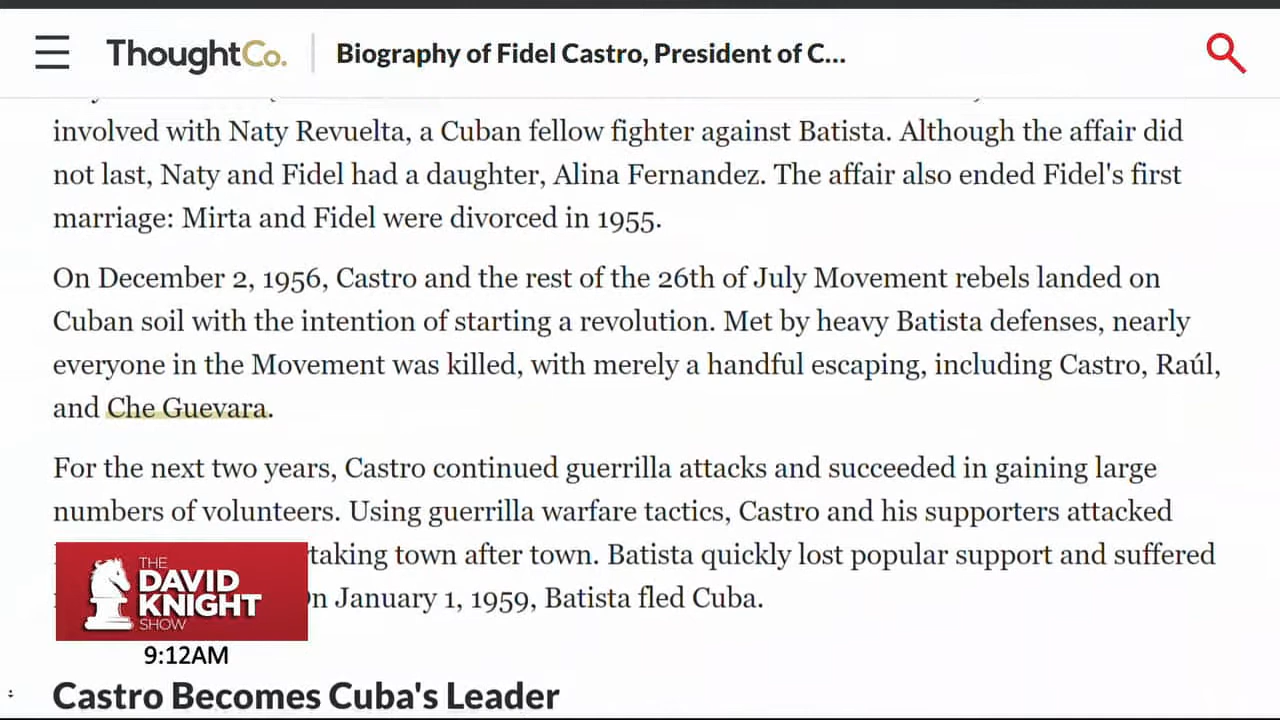 ThoughtCo. Biography of Fidel Castro, President of C...
involved with Naty Revuelta, a Cuban fellow fighter against Batista. Although the affair did
not last, Naty and Fidel had a daughter, Alina Fernandez. The affair also ended Fidel's first
marriage: Mirta and Fidel were divorced in 1955.
On December 2, 1956, Castro and the rest of the 26th of July Movement rebels landed on
Cuban soil with the intention of starting a revolution. Met by heavy Batista defenses, nearly
everyone in the Movement was killed, with merely a handful escaping, including Castro, Raúl,
and Che Guevara.
For the next two years, Castro continued guerrilla attacks and succeeded in gaining large
numbers of volunteers. Using guerrilla warfare tactics, Castro and his supporters attacked
taking town after town. Batista quickly lost popular support and suffered
n January 1, 1959, Batista fled Cuba.
THE
DAVID
KNIGHT
SHOW
9:12AM
Castro Becomes Cuba's Leader